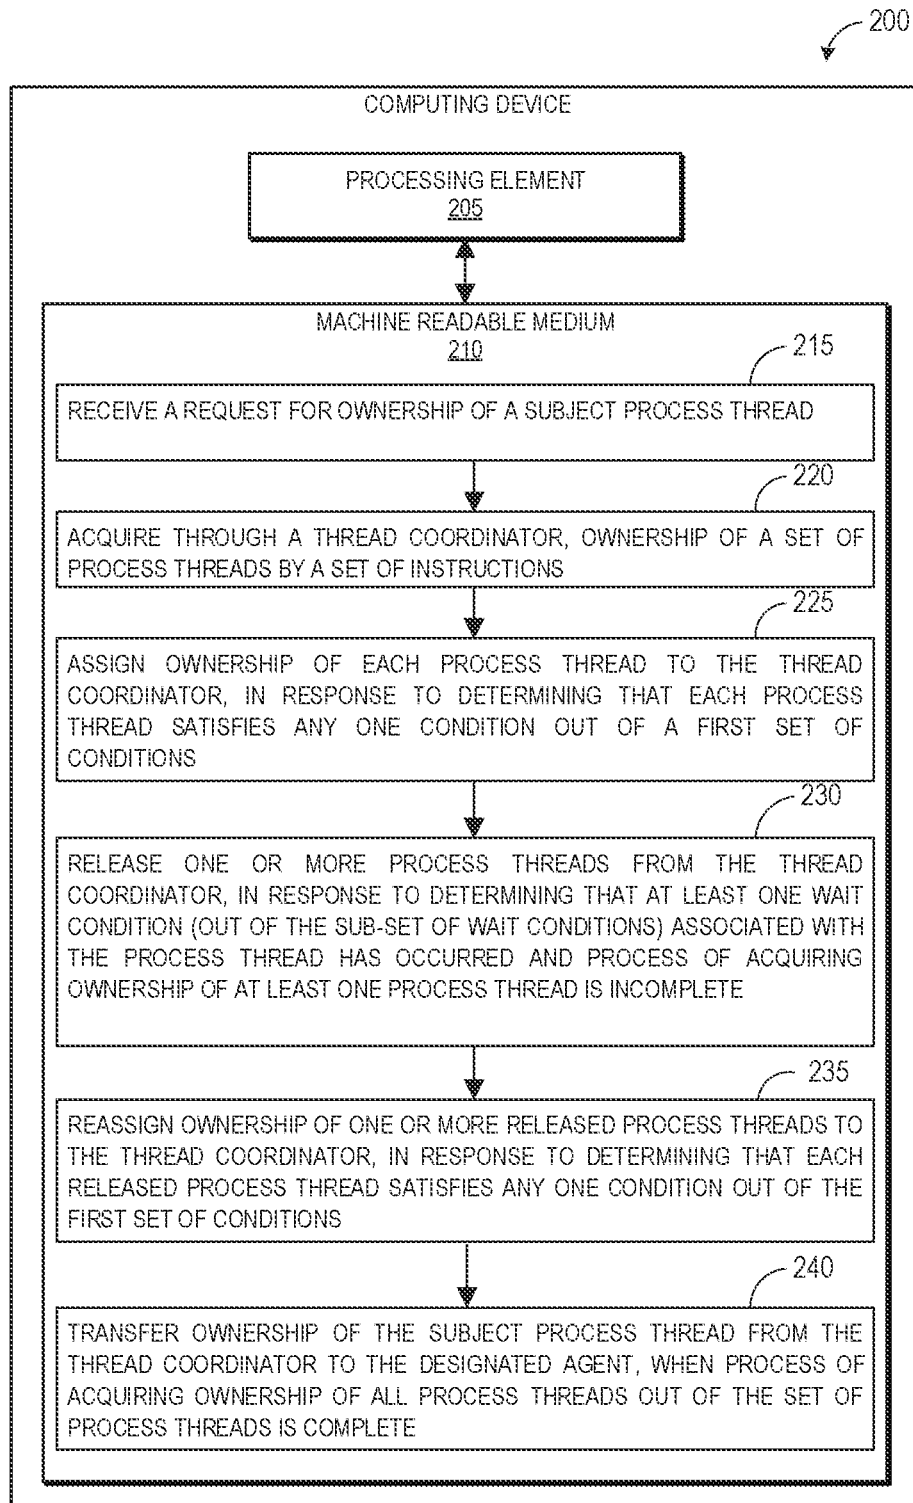 200
COMPUTING DEVICE
PROCESSING ELEMENT
205
MACHINE READABLE MEDIUM
210
215
RECEIVE A REQUEST FOR OWNERSHIP OF A SUBJECT PROCESS THREAD
220
ACQUIRE THROUGH A THREAD COORDINATOR, OWNERSHIP OF A SET OF
PROCESS THREADS BY A SET OF INSTRUCTIONS
225
ASSIGN OWNERSHIP OF EACH PROCESS THREAD TO THE THREAD
COORDINATOR, IN RESPONSE TO DETERMINING THAT EACH PROCESS
THREAD SATISFIES ANY ONE CONDITION OUT OF A FIRST SET OF
CONDITIONS
230
RELEASE ONE OR MORE PROCESS THREADS FROM THE THREAD
COORDINATOR, IN RESPONSE TO DETERMINING THAT AT LEAST ONE WAIT
CONDITION (OUT OF THE SUB-SET OF WAIT CONDITIONS) ASSOCIATED WITH
THE PROCESS THREAD HAS OCCURRED AND PROCESS OF ACQUIRING
OWNERSHIP OF AT LEAST ONE PROCESS THREAD IS INCOMPLETE
235
REASSIGN OWNERSHIP OF ONE OR MORE RELEASED PROCESS THREADS TO
THE THREAD COORDINATOR, IN RESPONSE TO DETERMINING THAT EACH
RELEASED PROCESS THREAD SATISFIES ANY ONE CONDITION OUT OF THE
FIRST SET OF CONDITIONS
240
TRANSFER OWNERSHIP OF THE SUBJECT PROCESS THREAD FROM THE
THREAD COORDINATOR TO THE DESIGNATED AGENT, WHEN PROCESS OF
ACQUIRING OWNERSHIP OF ALL PROCESS THREADS OUT OF THE SET OF
PROCESS THREADS IS COMPLETE